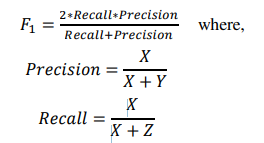 F₁ = 2*Recall*Precision / Recall+Precision where,
Precision = X / X + Y
Recall = X / X + Z